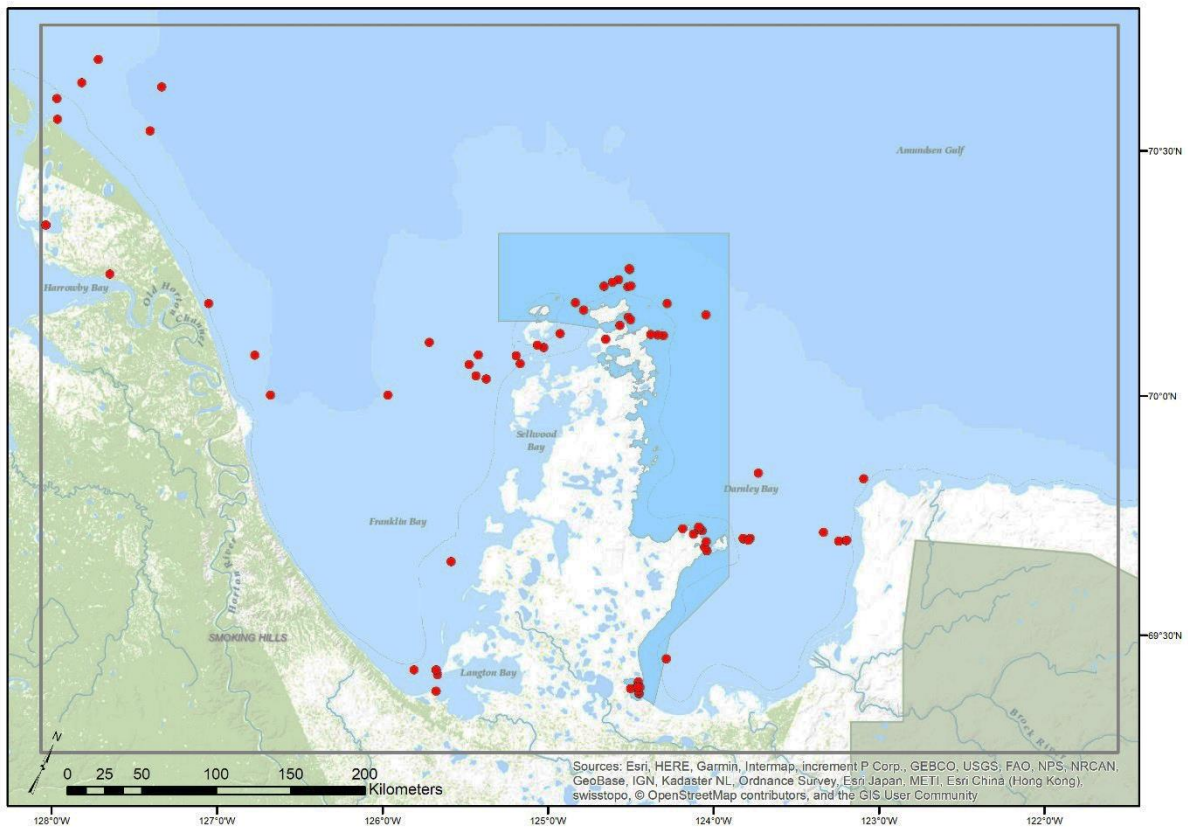 Amundsen Gulf
70°30'N
Harrowby Bay
Old Horton
Channel
70°0'N
Sellwood
Bay
Darnley Bay
Franklin Bay
Horton River
SMOKING HILLS
69°30'N
Langton Bay
Brock River
N
0 25 50 100 150 200
Kilometers
Sources: Esri, HERE, Garmin, Intermap, increment P Corp., GEBCO, USGS, FAO, NPS, NRCAN,
GeoBase, IGN, Kadaster NL, Ordnance Survey, Esri Japan, METI, Esri China (Hong Kong),
swisstopo, © OpenStreetMap contributors, and the GIS User Community
128°0'W 127°0'W 126°0'W 125°0'W 124°0'W 123°0'W 122°0'W